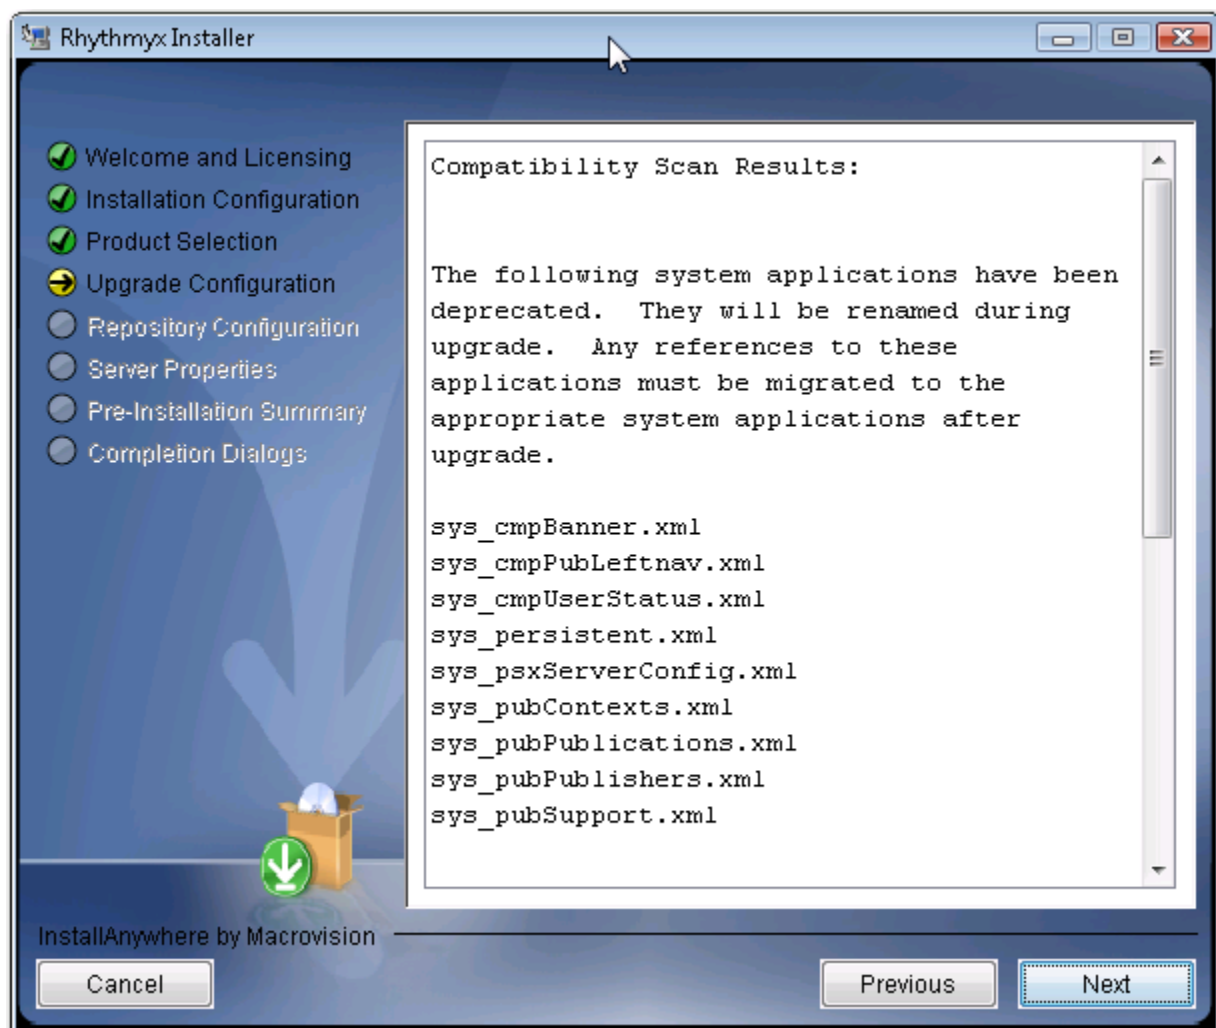 Rhythmyx Installer
Welcome and Licensing
Installation Configuration
Product Selection
Upgrade Configuration
Repository Configuration
Server Properties
Pre-Installation Summary
Completion Dialogs
Compatibility Scan Results:
The following system applications have been
deprecated.  They will be renamed during
upgrade.  Any references to these
applications must be migrated to the
appropriate system applications after
upgrade.
sys_cmpBanner.xml
sys_cmpPubLeftnav.xml
sys_cmpUserStatus.xml
sys_persistent.xml
sys_psxServerConfig.xml
sys_pubContexts.xml
sys_pubPublications.xml
sys_pubPublishers.xml
sys_pubSupport.xml
InstallAnywhere by Macrovision
Cancel
Previous
Next